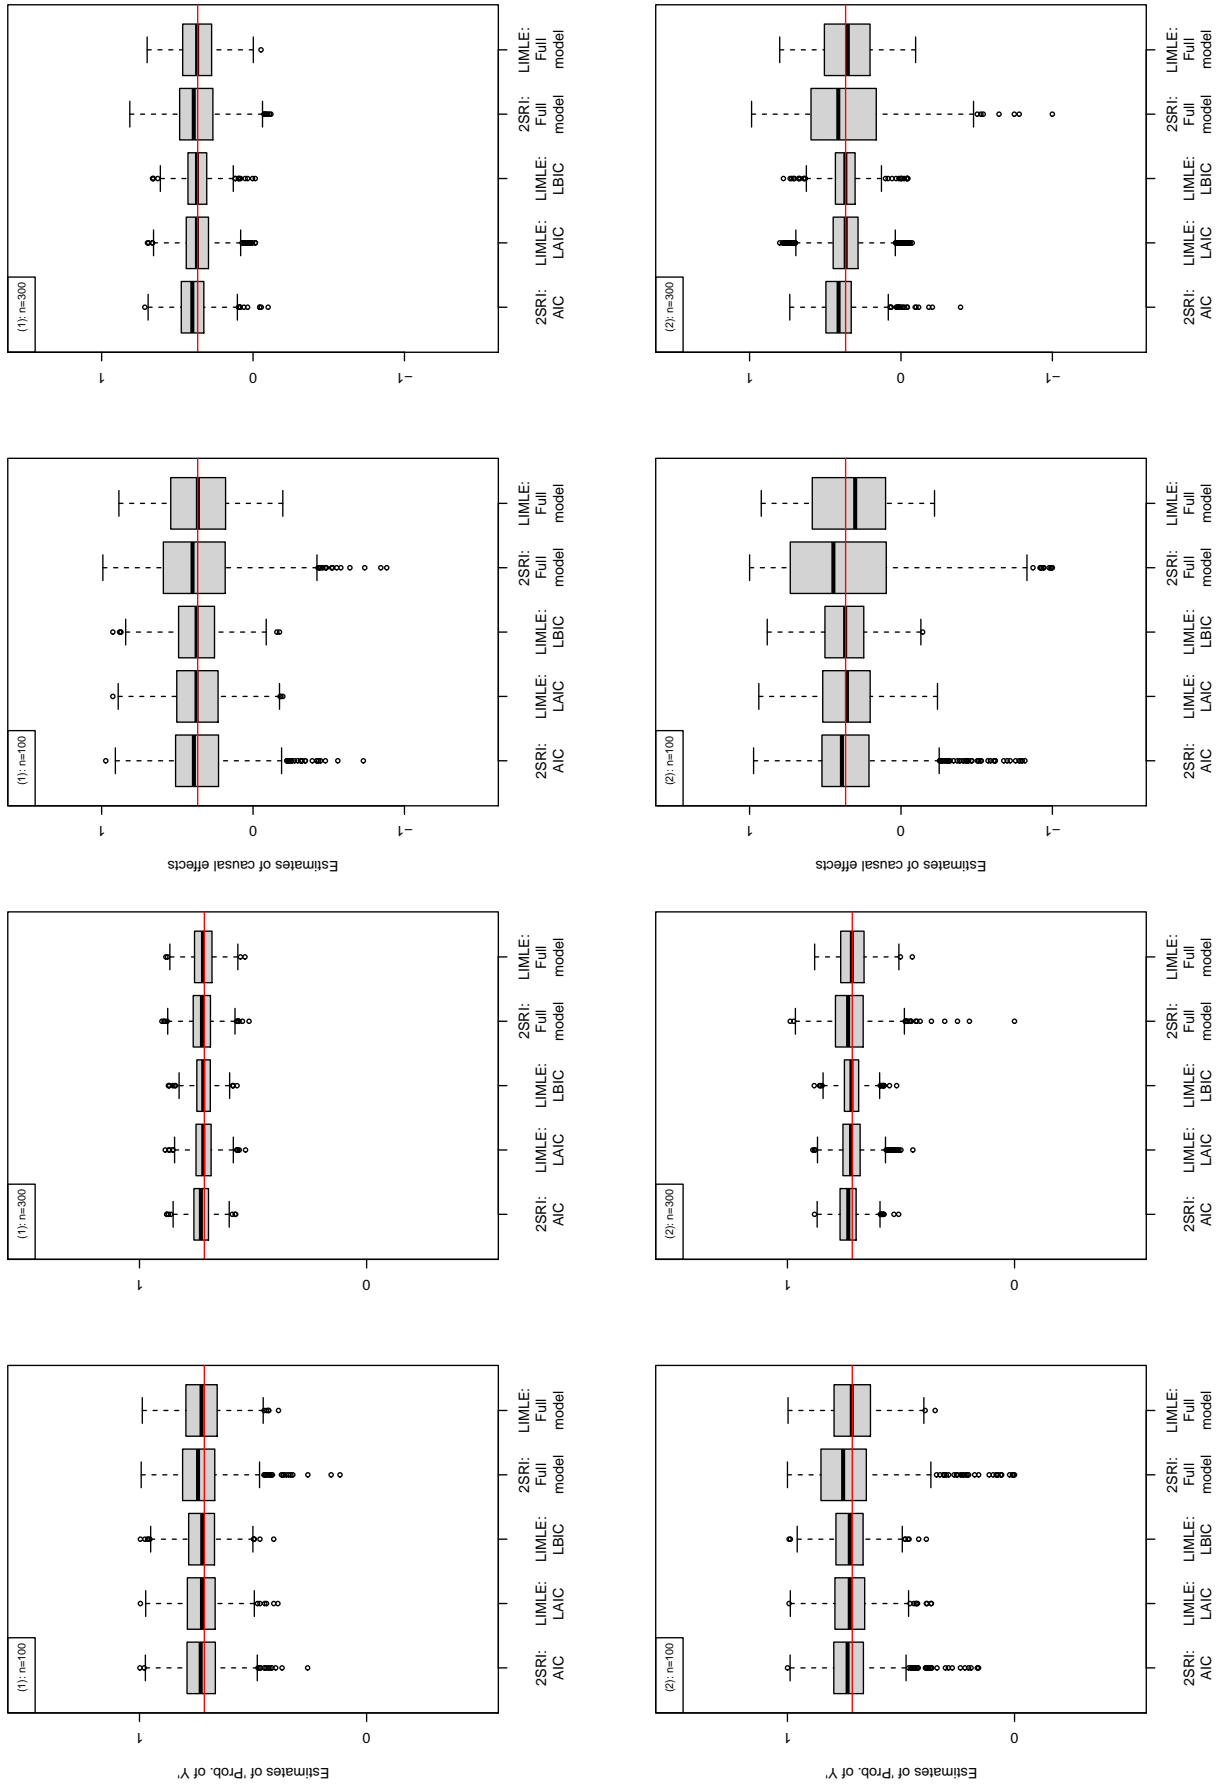 Estimates of 'Prob. of Y'
(1): n=100
1
0
2SRI:
AIC
LIMLE:
LAIC
LIMLE:
LBIC
2SRI:
Full
model
LIMLE:
Full
model
(1): n=300
1
0
2SRI:
AIC
LIMLE:
LAIC
LIMLE:
LBIC
2SRI:
Full
model
LIMLE:
Full
model
Estimates of causal effects
(1): n=100
1
0
−1
2SRI:
AIC
LIMLE:
LAIC
LIMLE:
LBIC
2SRI:
Full
model
LIMLE:
Full
model
(1): n=300
1
0
−1
2SRI:
AIC
LIMLE:
LAIC
LIMLE:
LBIC
2SRI:
Full
model
LIMLE:
Full
model
Estimates of 'Prob. of Y'
(2): n=100
1
0
2SRI:
AIC
LIMLE:
LAIC
LIMLE:
LBIC
2SRI:
Full
model
LIMLE:
Full
model
(2): n=300
1
0
2SRI:
AIC
LIMLE:
LAIC
LIMLE:
LBIC
2SRI:
Full
model
LIMLE:
Full
model
Estimates of causal effects
(2): n=100
1
0
−1
2SRI:
AIC
LIMLE:
LAIC
LIMLE:
LBIC
2SRI:
Full
model
LIMLE:
Full
model
(2): n=300
1
0
−1
2SRI:
AIC
LIMLE:
LAIC
LIMLE:
LBIC
2SRI:
Full
model
LIMLE:
Full
model